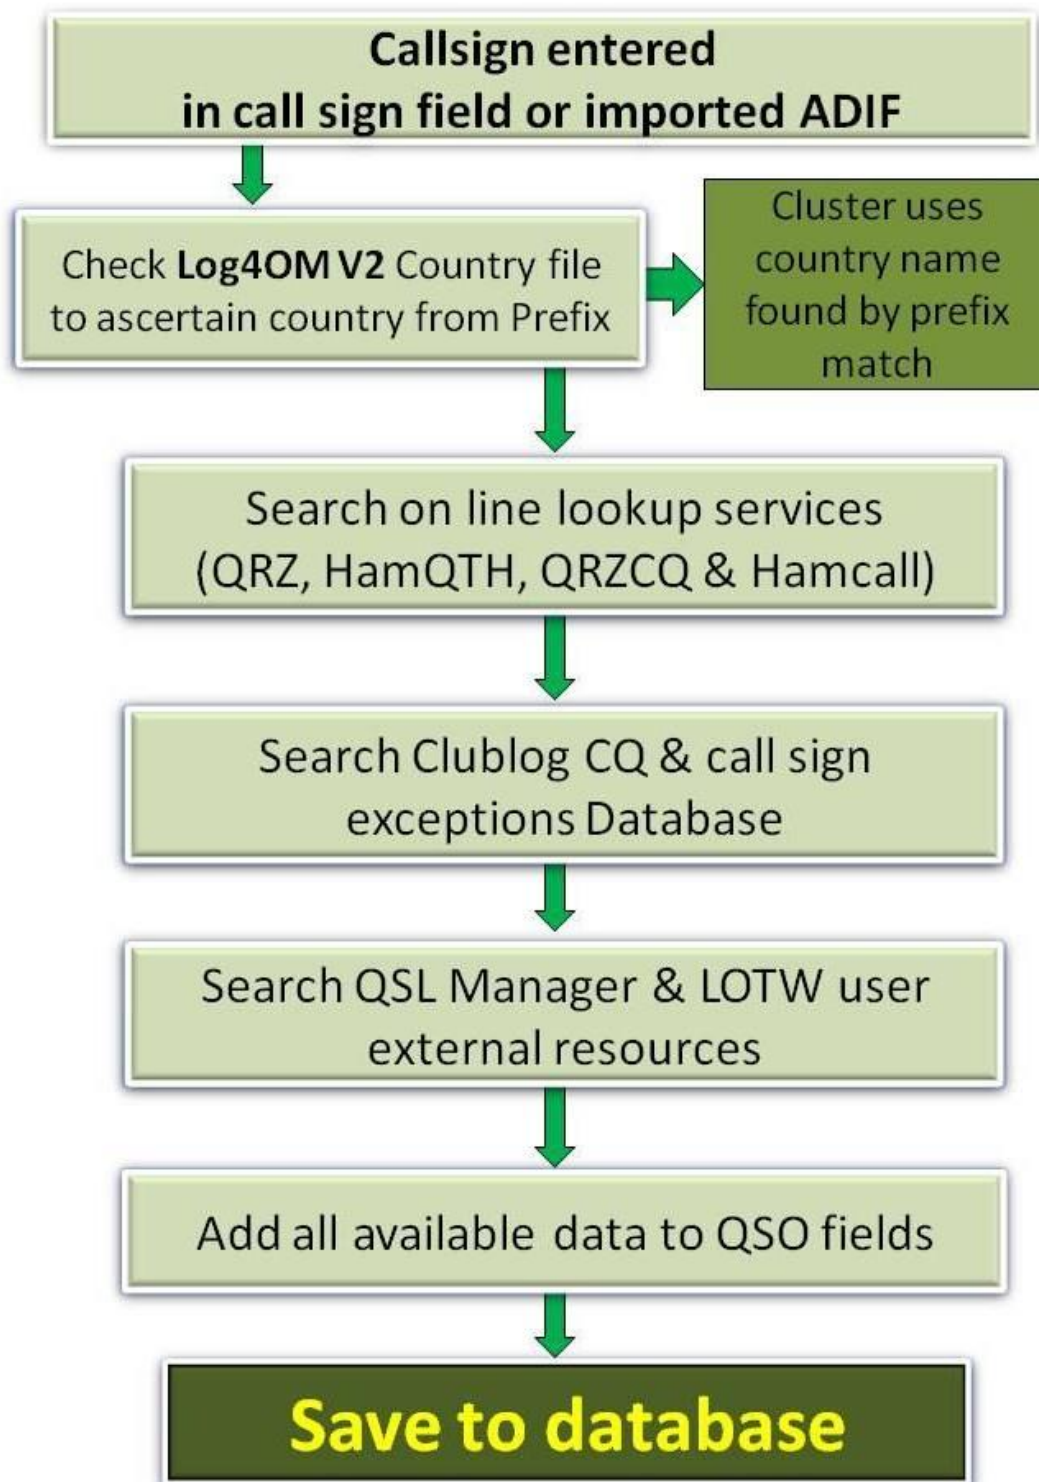 Callsign entered
in call sign field or imported ADIF
Check Log4OM V2 Country file
to ascertain country from Prefix
Cluster uses
country name
found by prefix
match
Search on line lookup services
(QRZ, HamQTH, QRZCQ & Hamcall)
Search Clublog CQ & call sign
exceptions Database
Search QSL Manager & LOTW user
external resources
Add all available data to QSO fields
Save to database